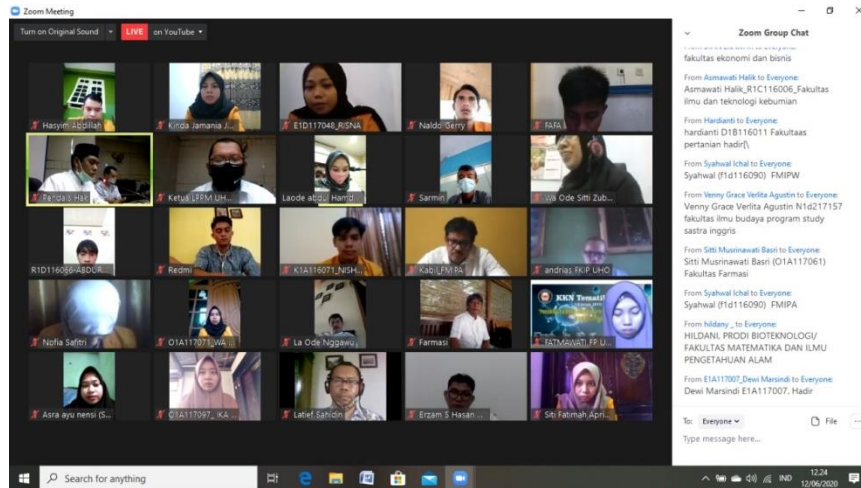 Zoom Meeting
Turn on Original Sound
LIVE on YouTube
Hasyim Abdillah
Kinda Jamania J...
E1D117048_RISNA
Naldo Gerry
FAFA
Pendais Hak
Ketua LPPM UH...
Laode abdul Hamid
Sarmin
Wa Ode Sitti Zub...
R1D116066-ABDUR...
Redmi
K1A116071_NISH...
Kabil_FMIPA
andrias FKIP UHO
Nofia Safitri
O1A117071_WA ...
La Ode Nggawu
Farmasi
KKN Temati
FATMAWATI_FP U...
Asra ayu nensi (S...
O1A117097_ IKA ...
Latief Sahidin
Erzam S Hasan ...
Siti Fatimah Apri...
Zoom Group Chat
fakultas ekonomi dan bisnis
From Asmawati Halik to Everyone:
Asmawati Halik_R1C116006_Fakultas
ilmu dan teknologi kebumian
From Hardianti to Everyone:
hardianti D1B116011 Fakultaas
pertanian hadir[\
From Syahwal Ichal to Everyone:
Syahwal (f1d116090) FMIPW
From Venny Grace Verlita Agustin to Everyone:
Venny Grace Verlita Agustin N1d217157
fakultas ilmu budaya program study
sastra inggris
From Sitti Musrinawati Basri to Everyone:
Sitti Musrinawati Basri (O1A117061)
Fakultas Farmasi
From Syahwal Ichal to Everyone:
Syahwal (f1d116090) FMIPA
From hildany _ to Everyone:
HILDANI. PRODI BIOTEKNOLOGI/
FAKULTAS MATEMATIKA DAN ILMU
PENGETAHUAN ALAM
From E1A117007_Dewi Marsindi to Everyone:
Dewi Marsindi E1A117007. Hadir
To: Everyone
File
Type message here...
Search for anything
IND
12.24
12/06/2020